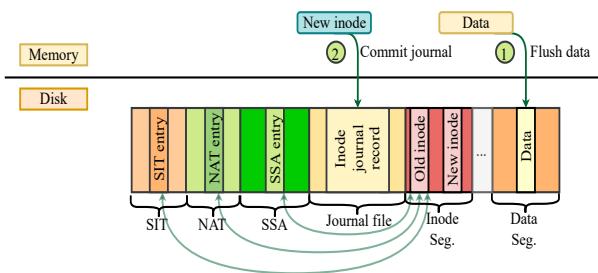 New inode
Data
2
Commit journal
1
Flush data
Memory
Disk
SIT entry
NAT entry
SSA entry
Inode
journal
record
Old inode
New inode
...
Data
SIT
NAT
SSA
Journal file
Inode
Seg.
Data
Seg.